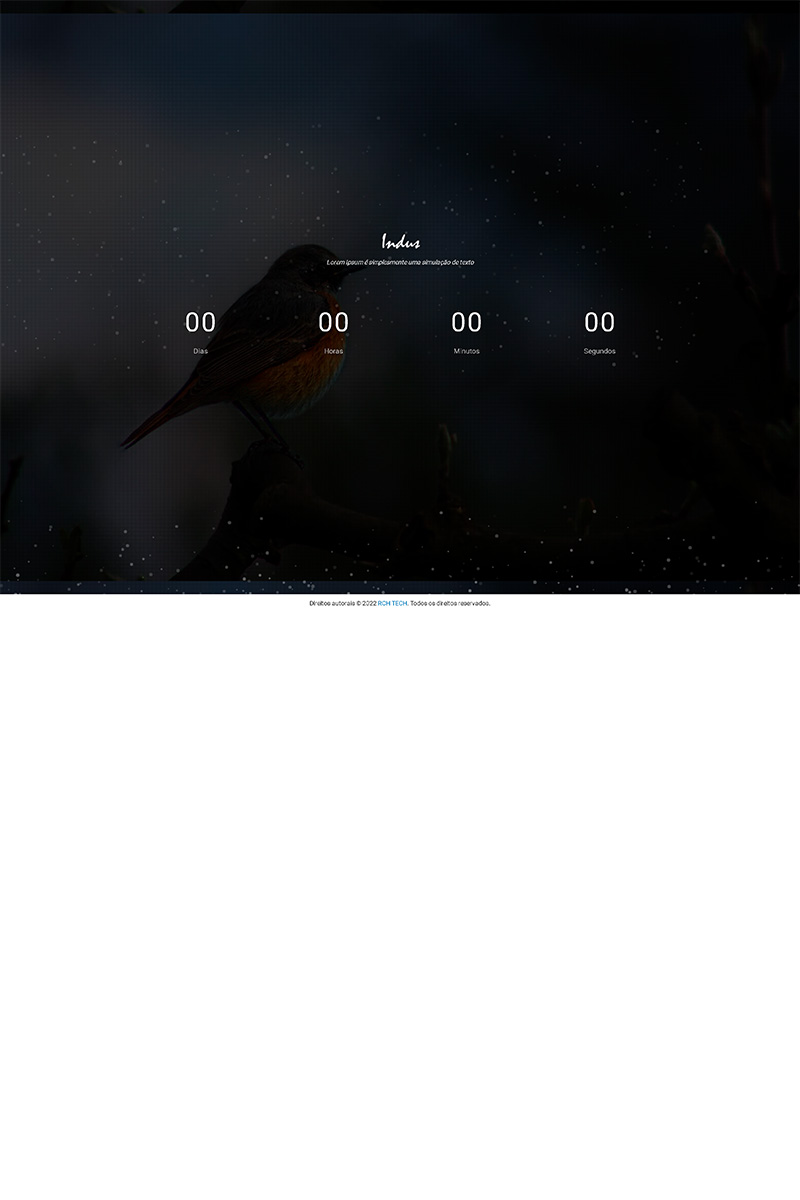 Indus
Lorem Ipsum é simplesmente uma simulação de texto
00 00 00 00
Dias Horas Minutos Segundos
Direitos autorais © 2022 RCH TECH. Todos os direitos reservados.